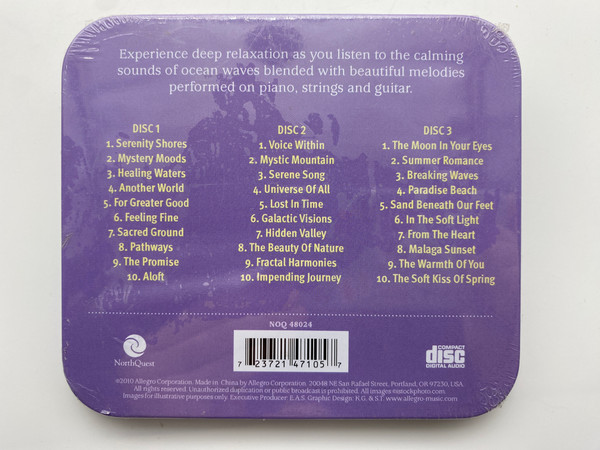 Experience deep relaxation as you listen to the calming
sounds of ocean waves blended with beautiful melodies
performed on piano, strings and guitar.
DISC 1
1. Serenity Shores
2. Mystery Moods
3. Healing Waters
4. Another World
5. For Greater Good
6. Feeling Fine
7. Sacred Ground
8. Pathways
9. The Promise
10. Aloft
DISC 2
1. Voice Within
2. Mystic Mountain
3. Serene Song
4. Universe Of All
5. Lost In Time
6. Galactic Visions
7. Hidden Valley
8. The Beauty Of Nature
9. Fractal Harmonies
10. Impending Journey
DISC 3
1. The Moon In Your Eyes
2. Summer Romance
3. Breaking Waves
4. Paradise Beach
5. Sand Beneath Our Feet
6. In The Soft Light
7. From The Heart
8. Malaga Sunset
9. The Warmth Of You
10. The Soft Kiss Of Spring
NOQ 48024
NorthQuest
7 23721 47105 7
COMPACT
disc
DIGITAL AUDIO
©2010 Allegro Corporation. Made in China by Allegro Corporation. 20048 NE San Rafael Street, Portland, OR 97230, USA.
All rights reserved. Unauthorized duplication or public broadcast is prohibited. All images ©istockphoto.com.
Images for illustrative purposes only. Executive Producer: E.A.S. Graphic Design: R.G. & S.T. www.allegro-music.com